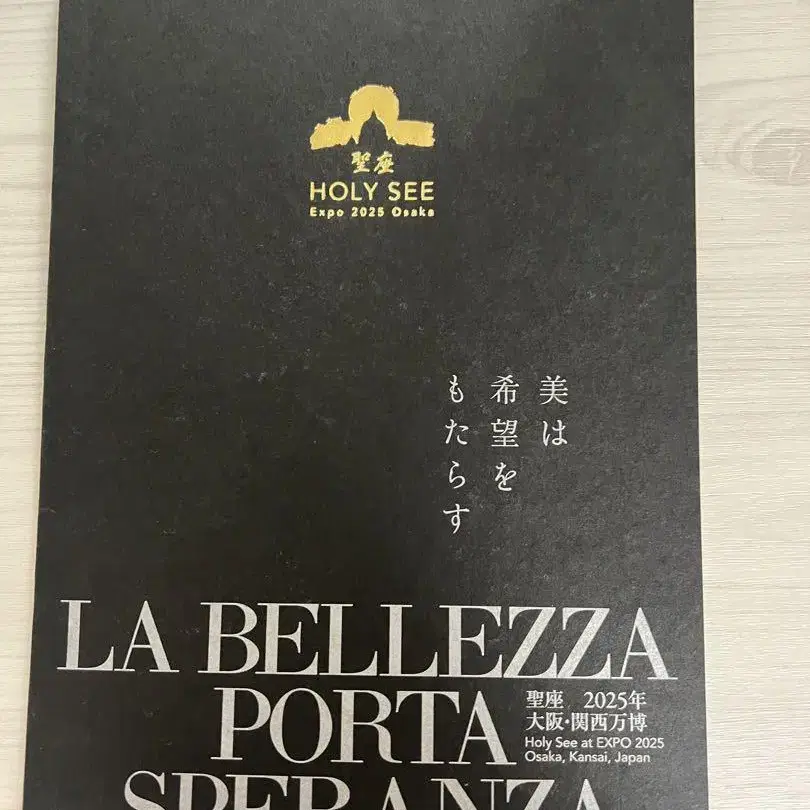 聖座
HOLY SEE
Expo 2025 Osaka
美は
希望を
もたらす
LA BELLEZZA
PORTA
聖座 2025年
大阪・関西万博
Holy See at EXPO 2025
Osaka, Kansai, Japan
SPERANZA